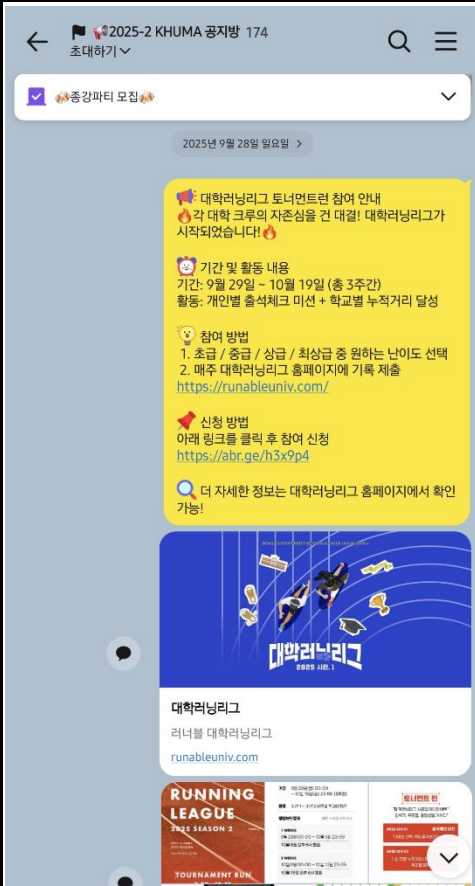 2025-2 KHUMA 공지방 174
초대하기
종강파티 모집
2025년 9월 28일 일요일 >
대학러닝리그 토너먼트런 참여 안내
각 대학 크루의 자존심을 건 대결! 대학러닝리그가
시작되었습니다!
기간 및 활동 내용
기간: 9월 29일 ~ 10월 19일 (총 3주간)
활동: 개인별 출석체크 미션 + 학교별 누적거리 달성
참여 방법
1. 초급 / 중급 / 상급 / 최상급 중 원하는 난이도 선택
2. 매주 대학러닝리그 홈페이지에 기록 제출
https://runableuniv.com/
신청 방법
아래 링크를 클릭 후 참여 신청
https://abr.ge/h3x9p4
더 자세한 정보는 대학러닝리그 홈페이지에서 확인
가능!
대학러닝리그
2025 시즌.1
대학러닝리그
러너블 대학러닝리그
runableuniv.com
RUNNING
LEAGUE
2025 SEASON 2
TOURNAMENT RUN
토너먼트 런